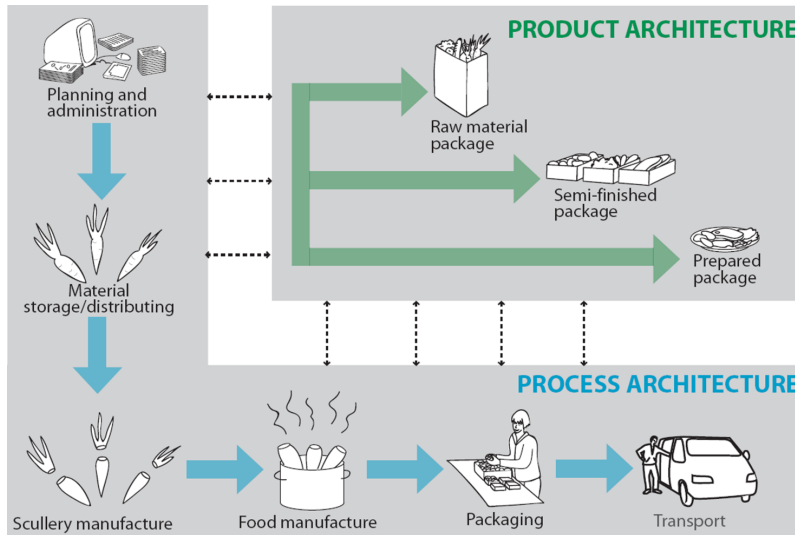 PRODUCT ARCHITECTURE
Planning and
administration
Raw material
package
Semi-finished
package
Prepared
package
Material
storage/distributing
PROCESS ARCHITECTURE
Scullery manufacture
Food manufacture
Packaging
Transport